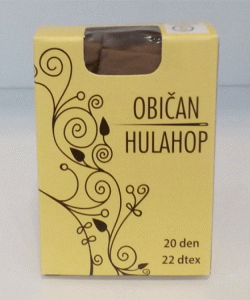 OBIČAN
HULAHOP
20 den
22 dtex